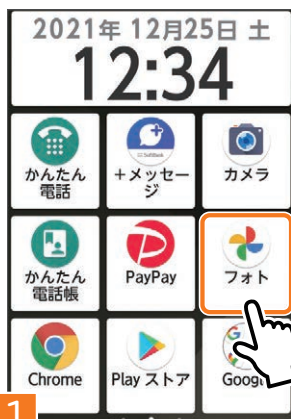 2021年 12月25日 土
12:34
かんたん
電話
+メッセー
ジ
SoftBank
カメラ
かんたん
電話帳
PayPay
フォト
Chrome
Play ストア
Googl
1